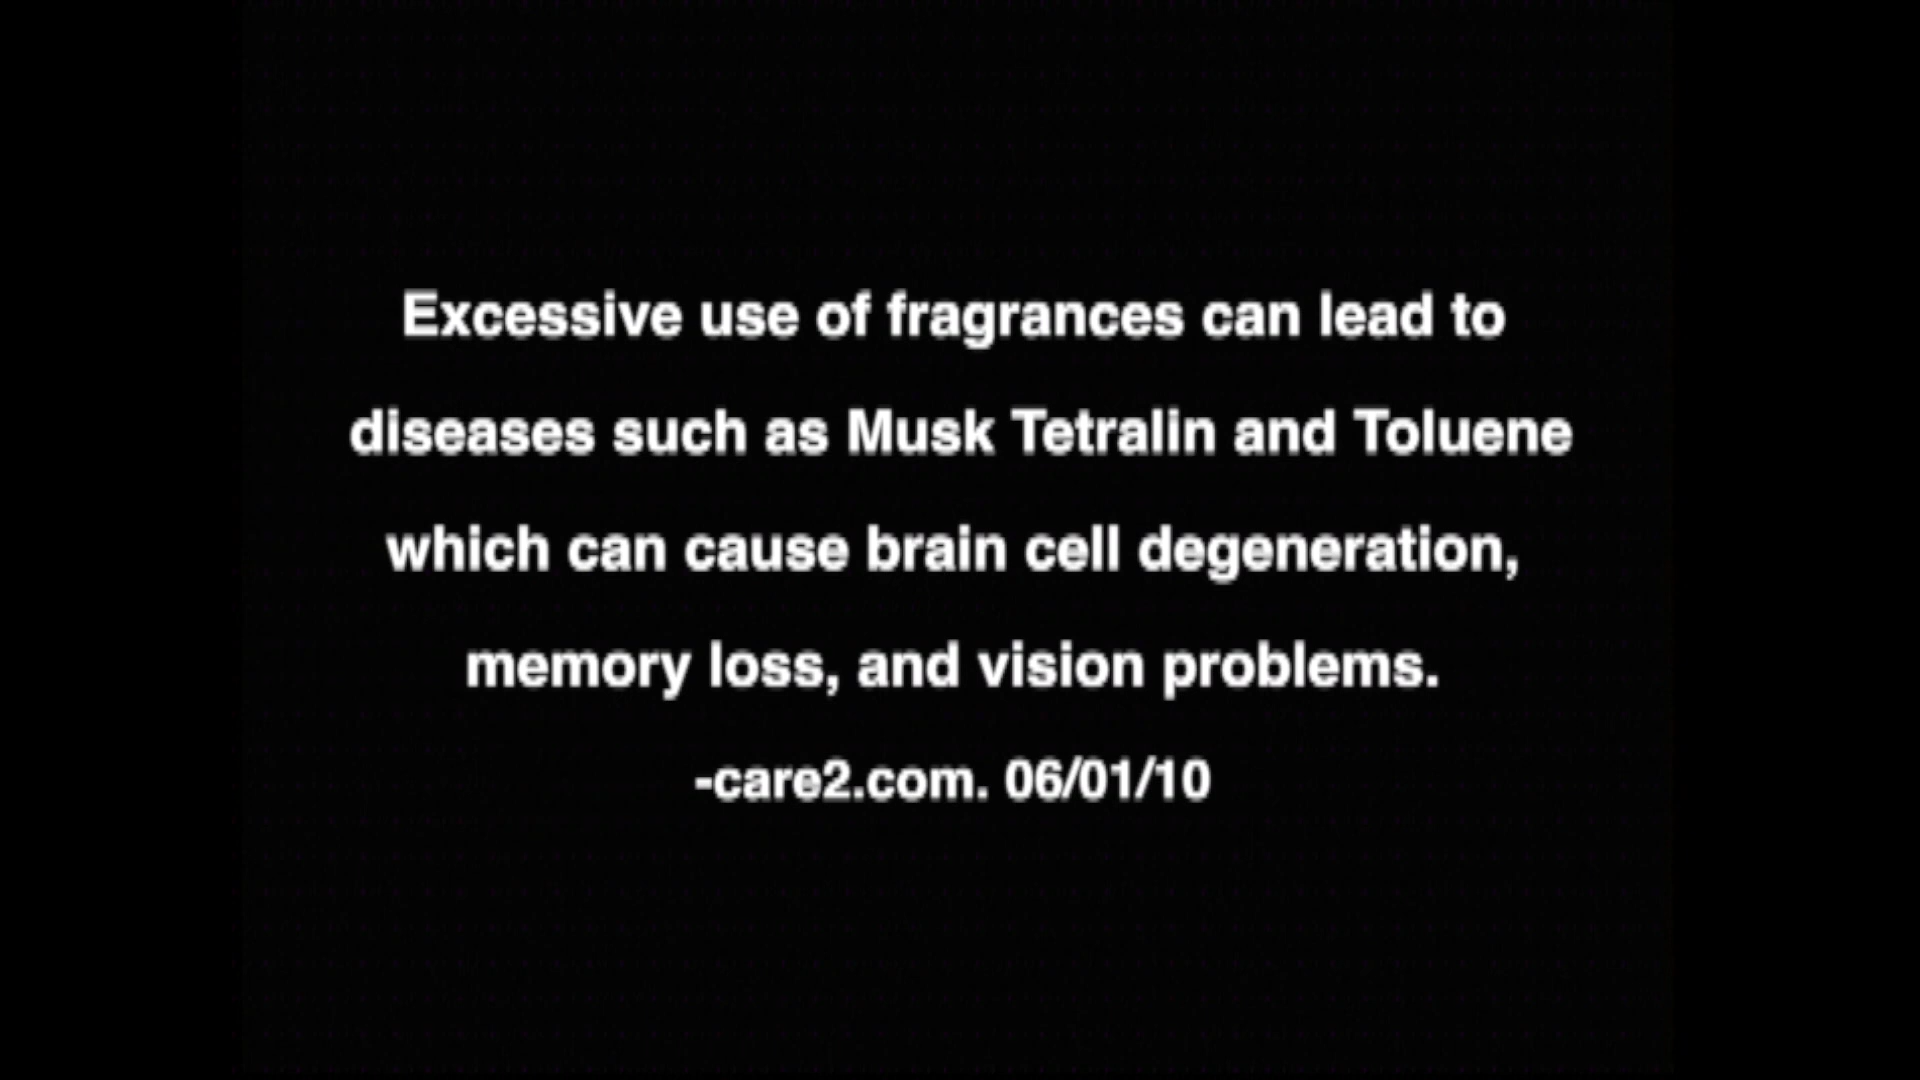 Excessive use of fragrances can lead to
diseases such as Musk Tetralin and Toluene
which can cause brain cell degeneration,
memory loss, and vision problems.
-care2.com. 06/01/10